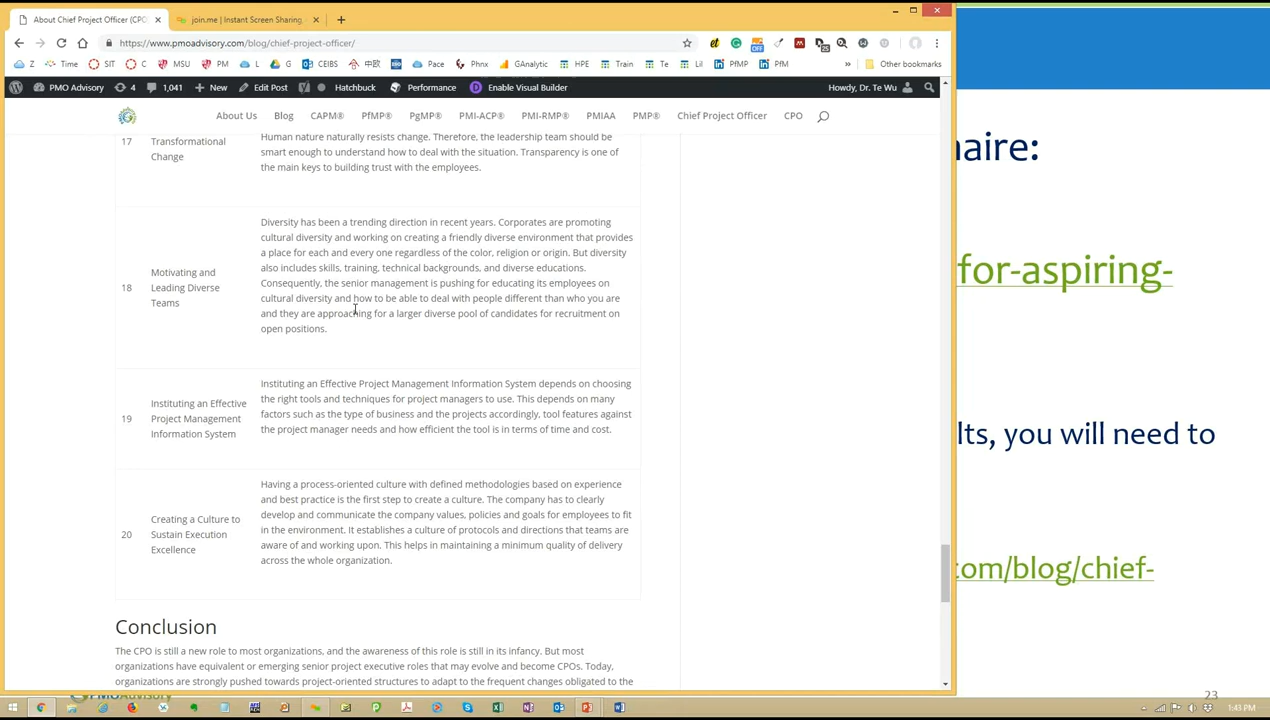 About Chief Project Officer (CPO)
join.me | Instant Screen Sharing,
https://www.pmoadvisory.com/blog/chief-project-officer/
Z Time SIT C MSU PM L G CEIBS 中欧 Pace Phnx GAnalytic HPE Train Te Lil PfMP PfM » Other bookmarks
PMO Advisory 4 1,041 New Edit Post Hatchbuck Performance Enable Visual Builder Howdy, Dr. Te Wu
About Us Blog CAPM® PfMP® PgMP® PMI-ACP® PMI-RMP® PMIAA PMP® Chief Project Officer CPO
17
Transformational
Change
Human nature naturally resists change. Therefore, the leadership team should be
smart enough to understand how to deal with the situation. Transparency is one of
the main keys to building trust with the employees.
18
Motivating and
Leading Diverse
Teams
Diversity has been a trending direction in recent years. Corporates are promoting
cultural diversity and working on creating a friendly diverse environment that provides
a place for each and every one regardless of the color, religion or origin. But diversity
also includes skills, training, technical backgrounds, and diverse educations.
Consequently, the senior management is pushing for educating its employees on
cultural diversity and how to be able to deal with people different than who you are
and they are approaching for a larger diverse pool of candidates for recruitment on
open positions.
19
Instituting an Effective
Project Management
Information System
Instituting an Effective Project Management Information System depends on choosing
the right tools and techniques for project managers to use. This depends on many
factors such as the type of business and the projects accordingly, tool features against
the project manager needs and how efficient the tool is in terms of time and cost.
20
Creating a Culture to
Sustain Execution
Excellence
Having a process-oriented culture with defined methodologies based on experience
and best practice is the first step to create a culture. The company has to clearly
develop and communicate the company values, policies and goals for employees to fit
in the environment. It establishes a culture of protocols and directions that teams are
aware of and working upon. This helps in maintaining a minimum quality of delivery
across the whole organization.
Conclusion
The CPO is still a new role to most organizations, and the awareness of this role is still in its infancy. But most
organizations have equivalent or emerging senior project executive roles that may evolve and become CPOs. Today,
organizations are strongly pushed towards project-oriented structures to adapt to the frequent changes obligated to the
naire:
for-aspiring-
lts, you will need to
com/blog/chief-
PMOAdvisory
23
1:43 PM